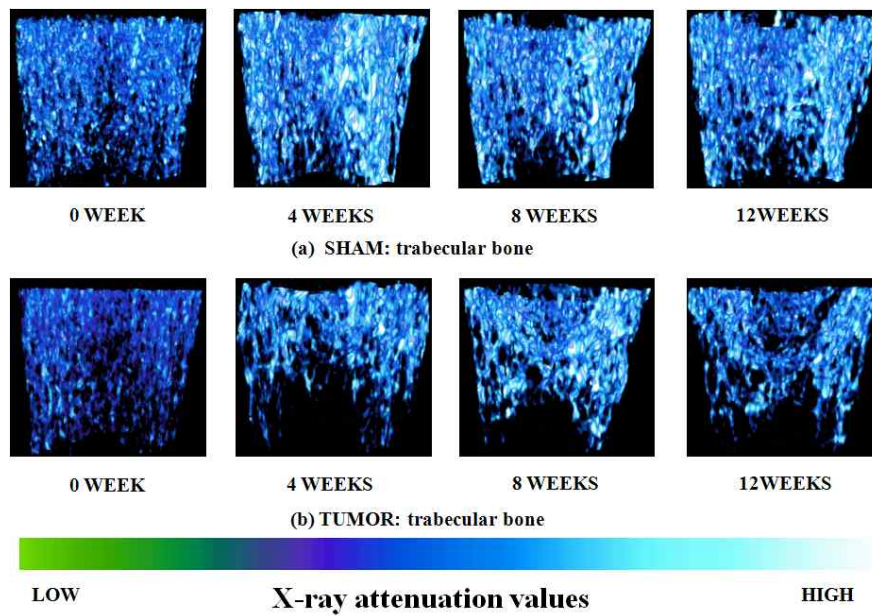 0 WEEK 4 WEEKS 8 WEEKS 12WEEKS
(a) SHAM: trabecular bone
0 WEEK 4 WEEKS 8 WEEKS 12WEEKS
(b) TUMOR: trabecular bone
LOW X-ray attenuation values HIGH